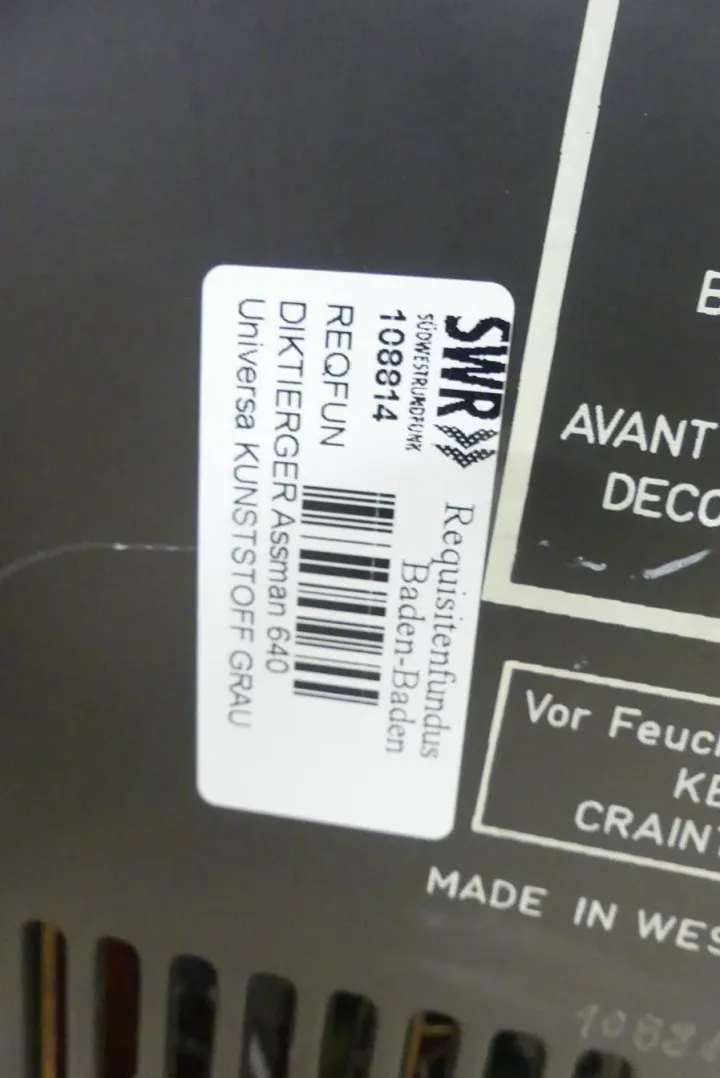 SWR
SÜDWESTRUNDFUNK
Requisitenfundus
Baden-Baden
108814
REQFUN
DIKTIERGER Assman 640
Universa KUNSTSTOFF GRAU
AVANT
DECO
Vor Feuch
KE
CRAINT
MADE IN WES